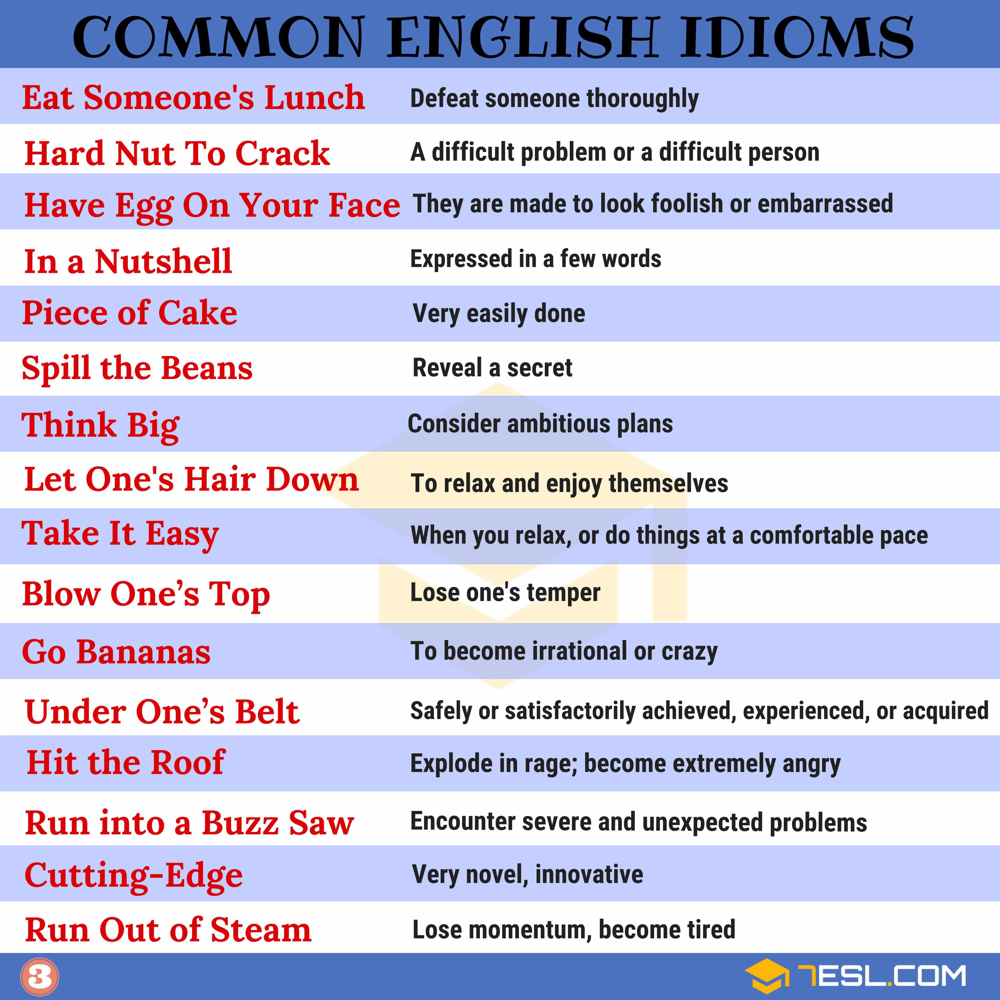 COMMON ENGLISH IDIOMS
Eat Someone's Lunch Defeat someone thoroughly
Hard Nut To Crack A difficult problem or a difficult person
Have Egg On Your Face They are made to look foolish or embarrassed
In a Nutshell Expressed in a few words
Piece of Cake Very easily done
Spill the Beans Reveal a secret
Think Big Consider ambitious plans
Let One's Hair Down To relax and enjoy themselves
Take It Easy When you relax, or do things at a comfortable pace
Blow One’s Top Lose one's temper
Go Bananas To become irrational or crazy
Under One’s Belt Safely or satisfactorily achieved, experienced, or acquired
Hit the Roof Explode in rage; become extremely angry
Run into a Buzz Saw Encounter severe and unexpected problems
Cutting-Edge Very novel, innovative
Run Out of Steam Lose momentum, become tired
3 7ESL.COM